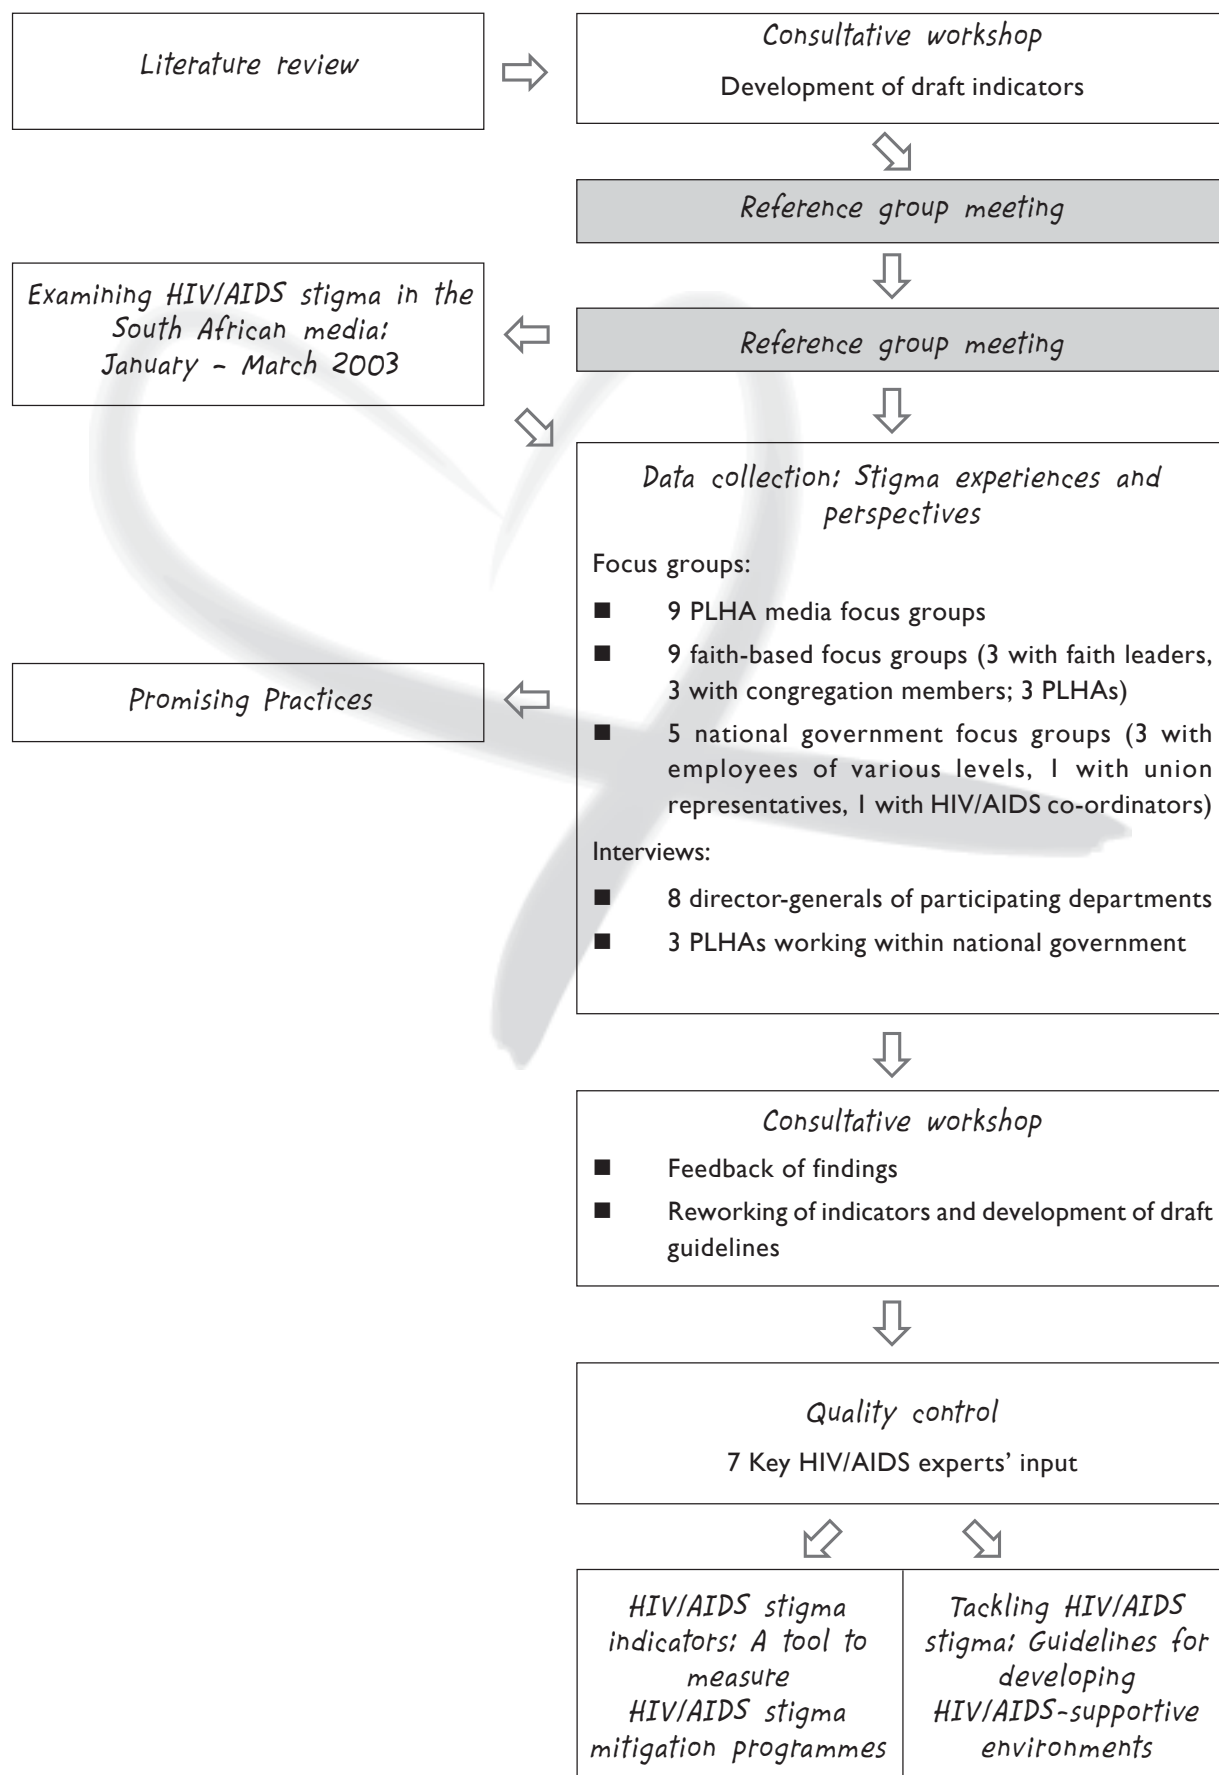 Literature review
Consultative workshop
Development of draft indicators
Reference group meeting
Examining HIV/AIDS stigma in the
South African media:
January – March 2003
Reference group meeting
Data collection: Stigma experiences and
perspectives
Focus groups:
■ 9 PLHA media focus groups
■ 9 faith-based focus groups (3 with faith leaders,
3 with congregation members; 3 PLHAs)
■ 5 national government focus groups (3 with
employees of various levels, 1 with union
representatives, 1 with HIV/AIDS co-ordinators)
Interviews:
■ 8 director-generals of participating departments
■ 3 PLHAs working within national government
Promising Practices
Consultative workshop
■ Feedback of findings
■ Reworking of indicators and development of draft
guidelines
Quality control
7 Key HIV/AIDS experts’ input
HIV/AIDS stigma
indicators: A tool to
measure
HIV/AIDS stigma
mitigation programmes
Tackling HIV/AIDS
stigma: Guidelines for
developing
HIV/AIDS-supportive
environments